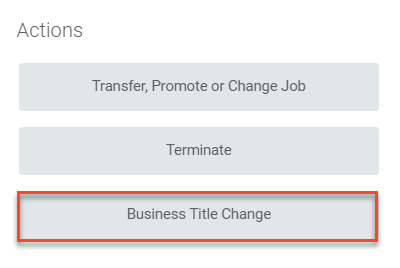 Actions
Transfer, Promote or Change Job
Terminate
Business Title Change